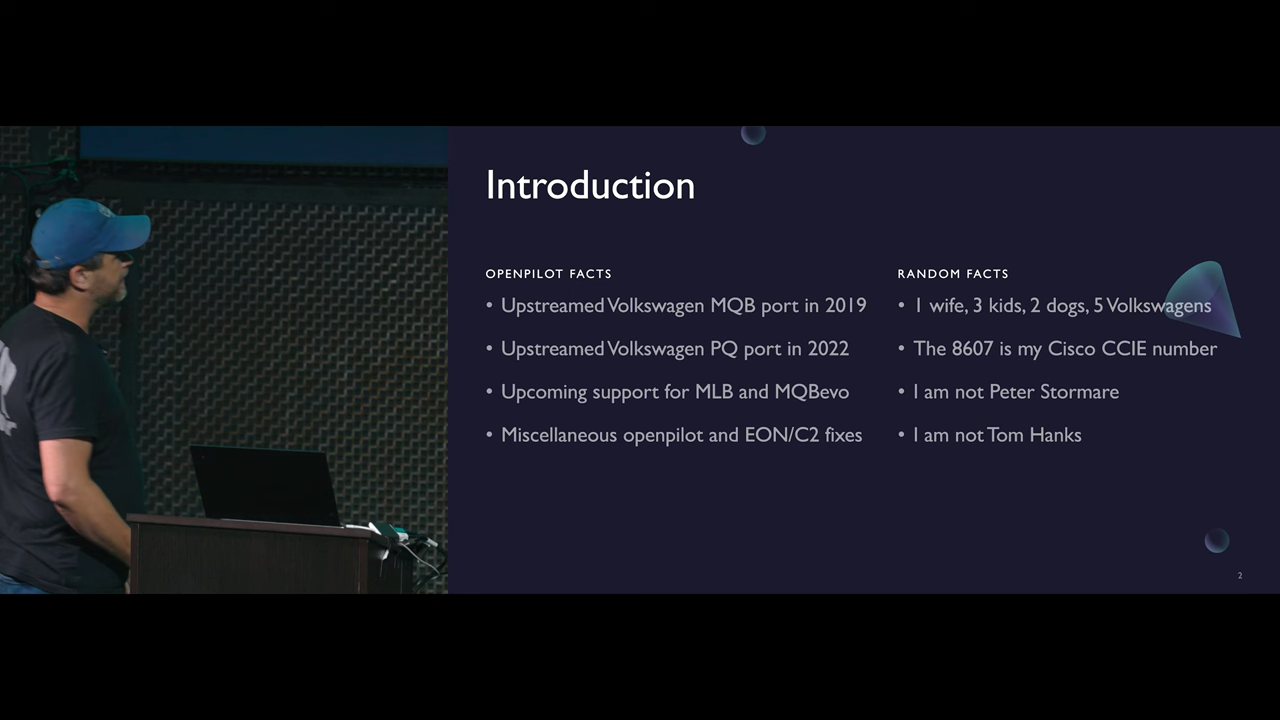 Introduction
OPENPILOT FACTS
• Upstreamed Volkswagen MQB port in 2019
• Upstreamed Volkswagen PQ port in 2022
• Upcoming support for MLB and MQBevo
• Miscellaneous openpilot and EON/C2 fixes
RANDOM FACTS
• 1 wife, 3 kids, 2 dogs, 5 Volkswagens
• The 8607 is my Cisco CCIE number
• I am not Peter Stormare
• I am not Tom Hanks
2